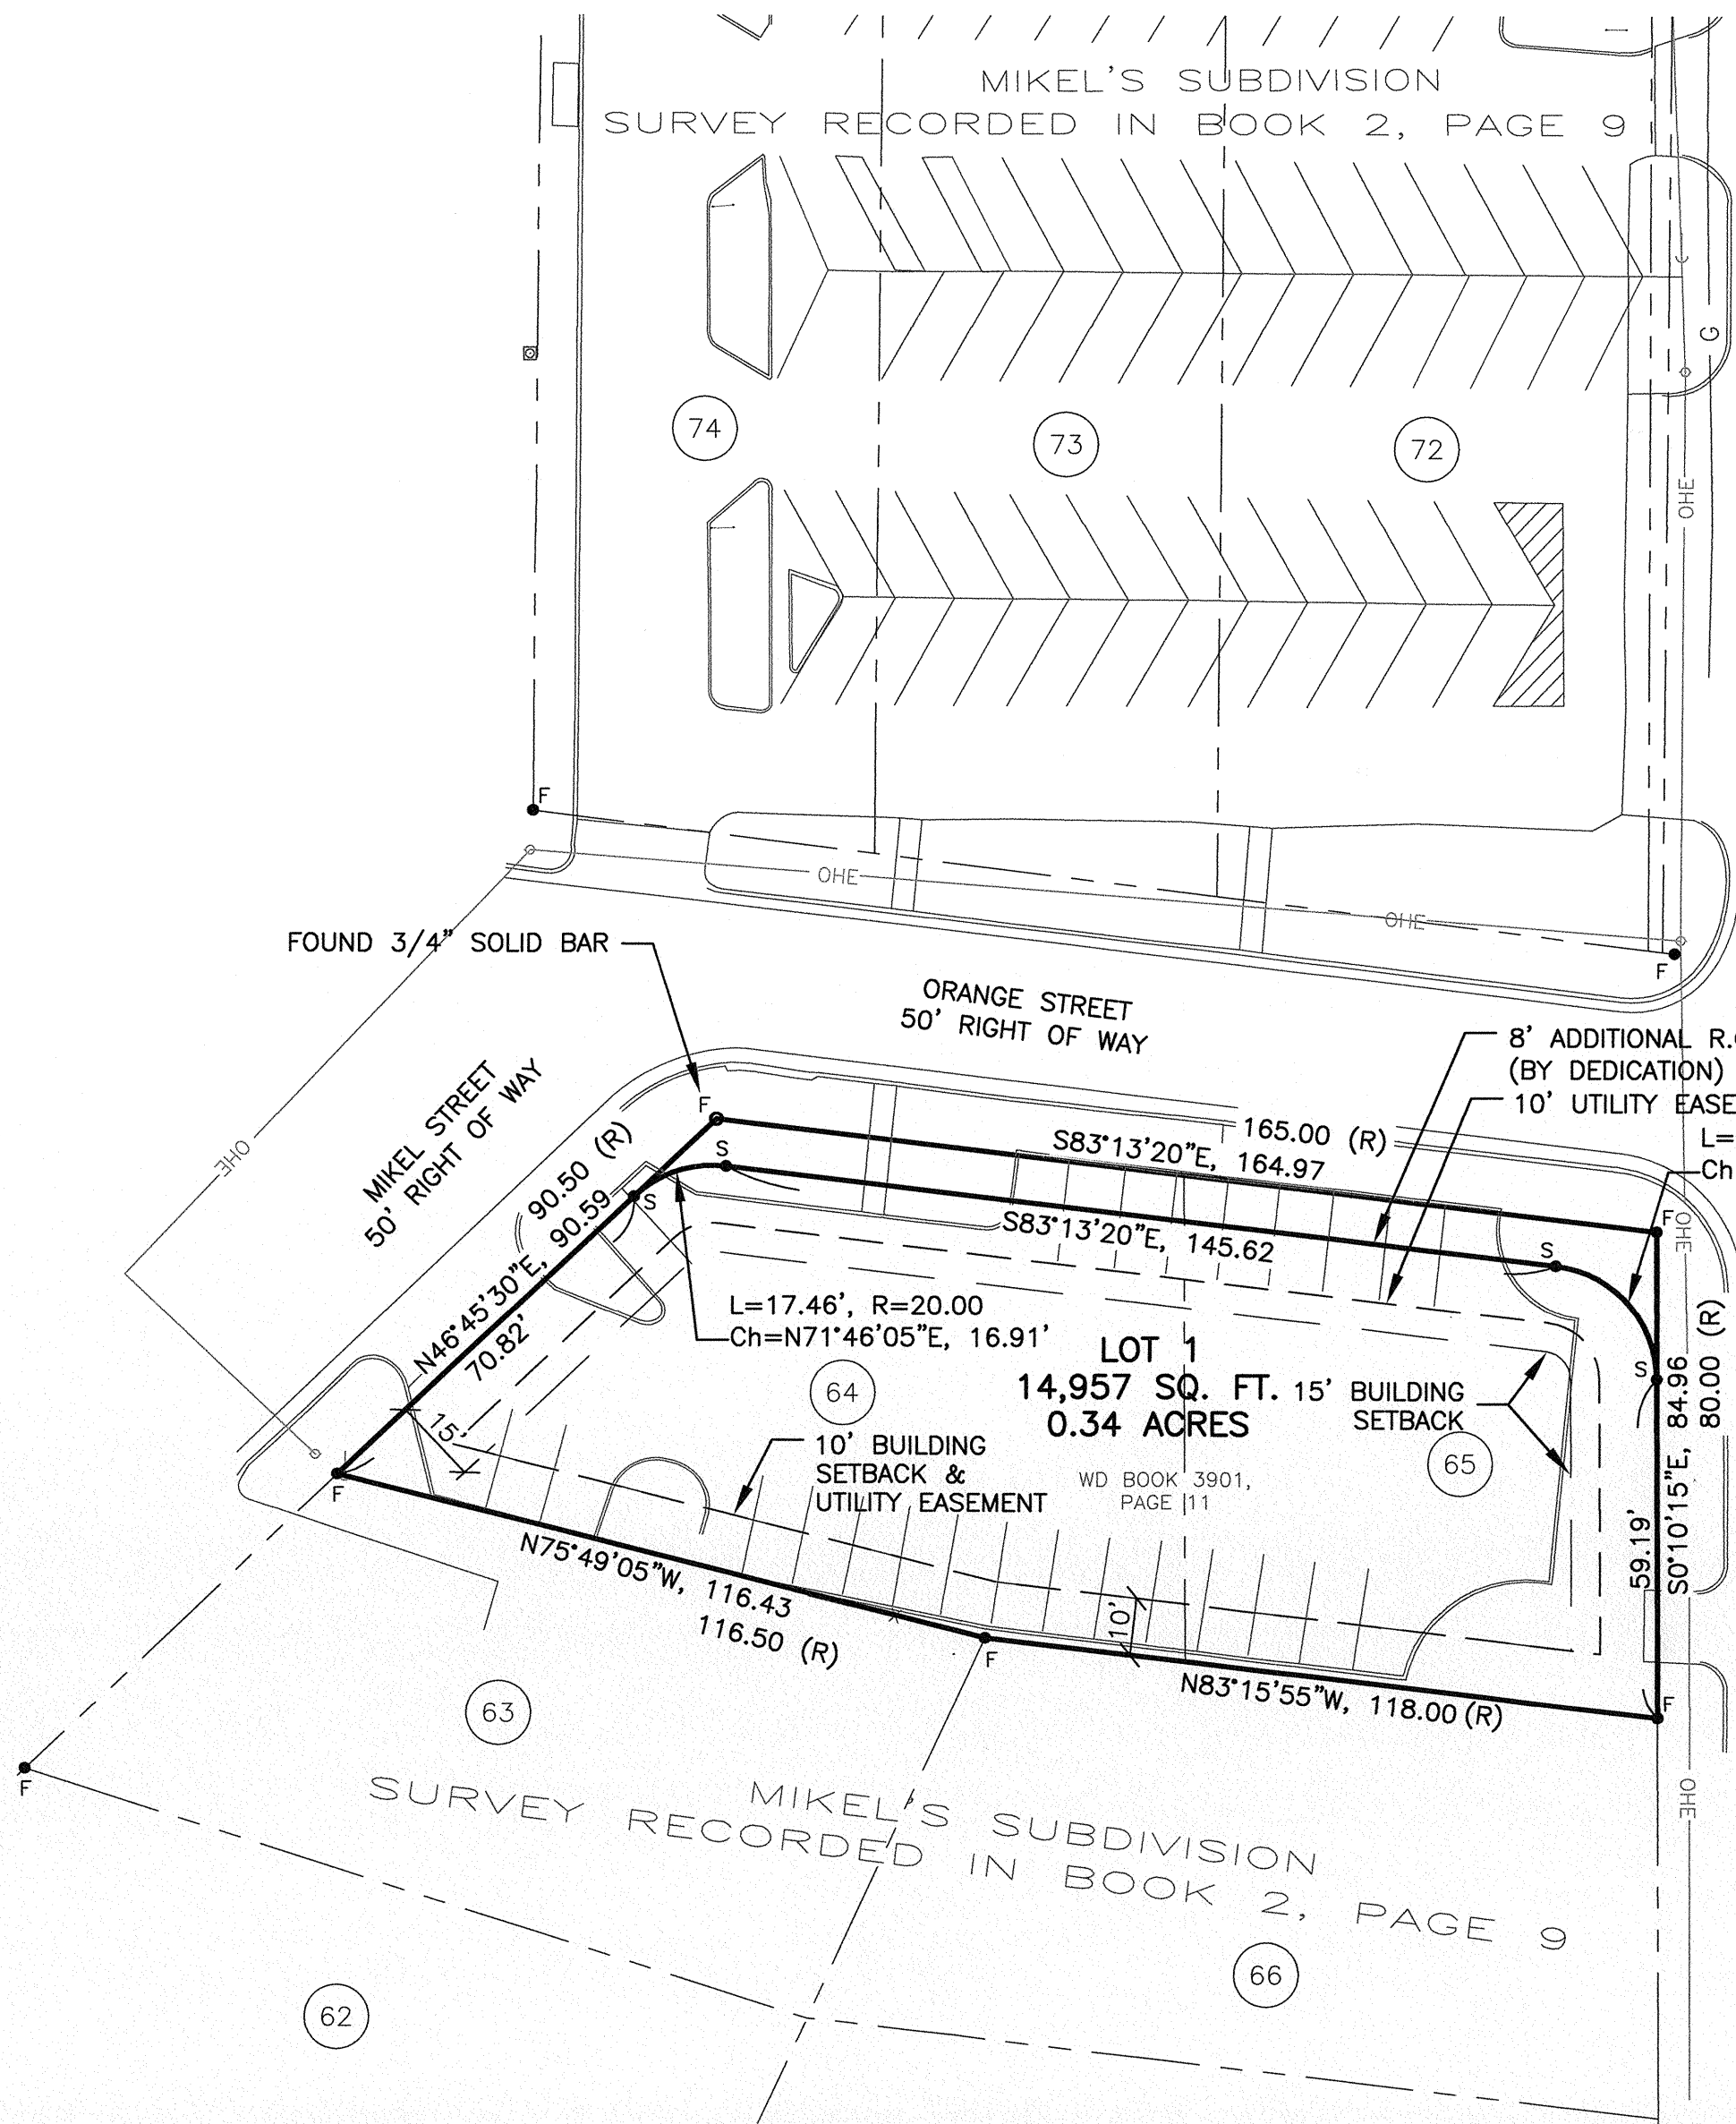 MIKEL'S SUBDIVISION
SURVEY RECORDED IN BOOK 2, PAGE 9
G
74
73
72
OHE
F
OHE
OHE
F
FOUND 3/4" SOLID BAR
ORANGE STREET
50' RIGHT OF WAY
8' ADDITIONAL
(BY DEDICATION)
10' UTILITY
L=
Ch
MIKEL STREET
50' RIGHT OF WAY
OHE
F
S
S
165.00 (R)
S83°13'20"E, 164.97
S83°13'20"E, 145.62
F
OHE
S
S
90.50 (R)
N46°45'30"E, 90.59
70.82'
L=17.46', R=20.00
Ch=N71°46'05"E, 16.91'
LOT 1
14,957 SQ. FT.
0.34 ACRES
15' BUILDING
SETBACK
64
65
15'
10' BUILDING
SETBACK &
UTILITY EASEMENT
WD BOOK 3901,
PAGE 11
59.19'
S0°10'15"E, 84.96
80.00 (R)
F
N75°49'05"W, 116.43
116.50 (R)
10'
F
N83°15'55"W, 118.00 (R)
F
63
F
OHE
MIKEL'S SUBDIVISION
SURVEY RECORDED IN BOOK 2, PAGE 9
66
62